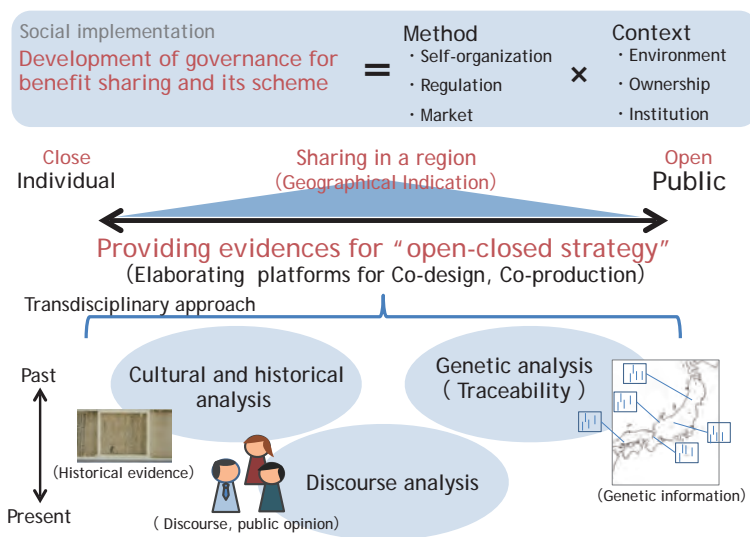 Social implementation
Development of governance for
benefit sharing and its scheme
=
Method
・Self-organization
・Regulation
・Market
×
Context
・Environment
・Ownership
・Institution
Close
Individual
Sharing in a region
(Geographical Indication)
Open
Public
Providing evidences for “open-closed strategy”
(Elaborating platforms for Co-design, Co-production)
Transdisciplinary approach
Past
Present
Cultural and historical
analysis
(Historical evidence)
Genetic analysis
( Traceability )
(Genetic information)
Discourse analysis
( Discourse, public opinion)